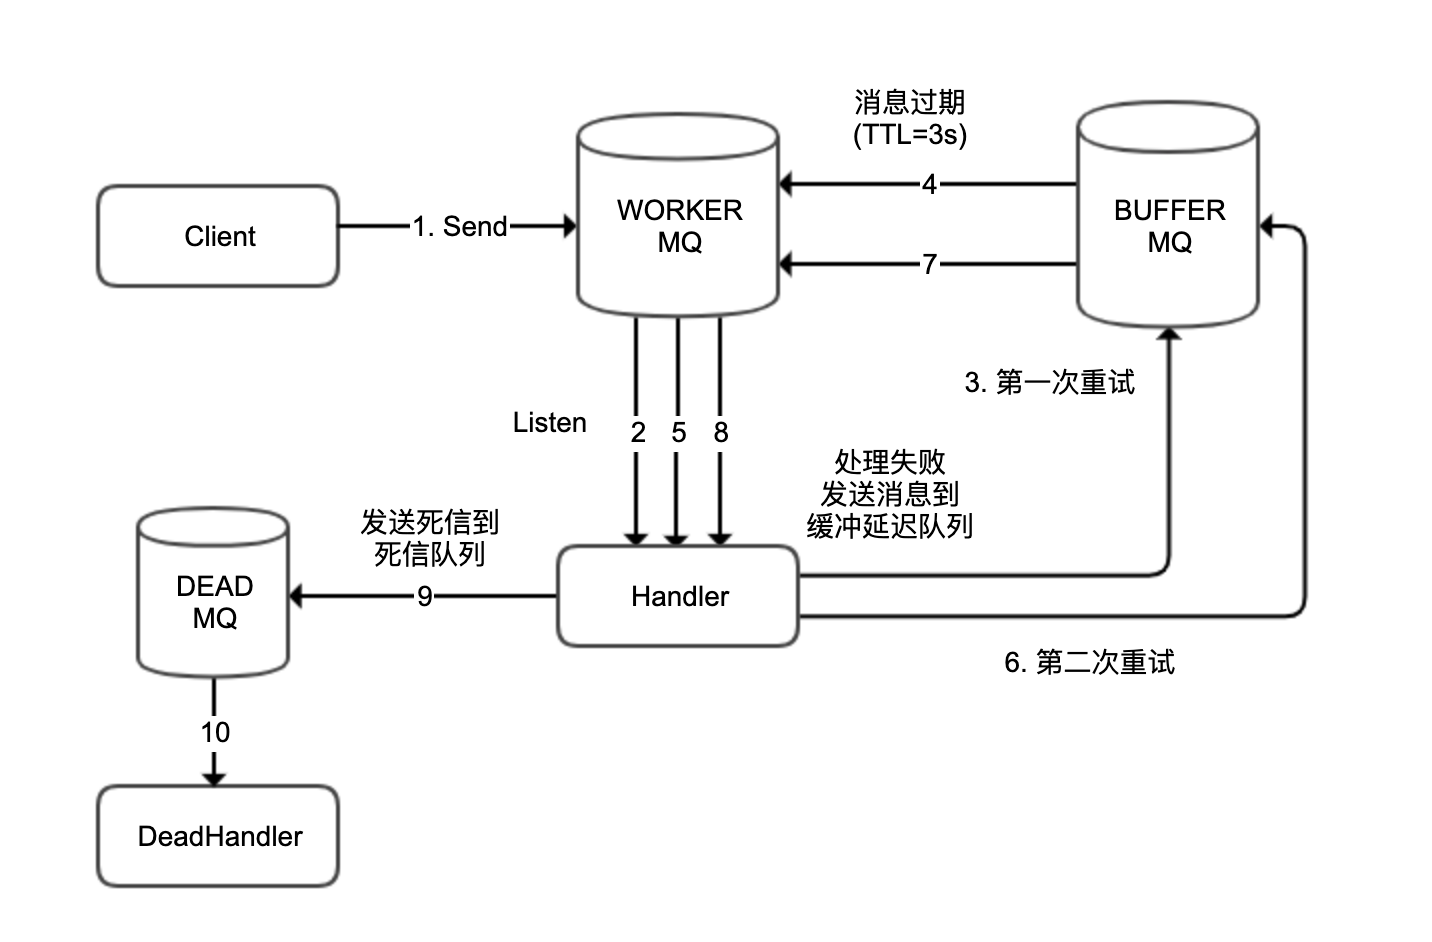 消息过期
(TTL=3s)
Client
1. Send
WORKER
MQ
4
7
BUFFER
MQ
3. 第一次重试
Listen
2
5
8
处理失败
发送消息到
缓冲延迟队列
发送死信到
死信队列
9
DEAD
MQ
Handler
6. 第二次重试
10
DeadHandler